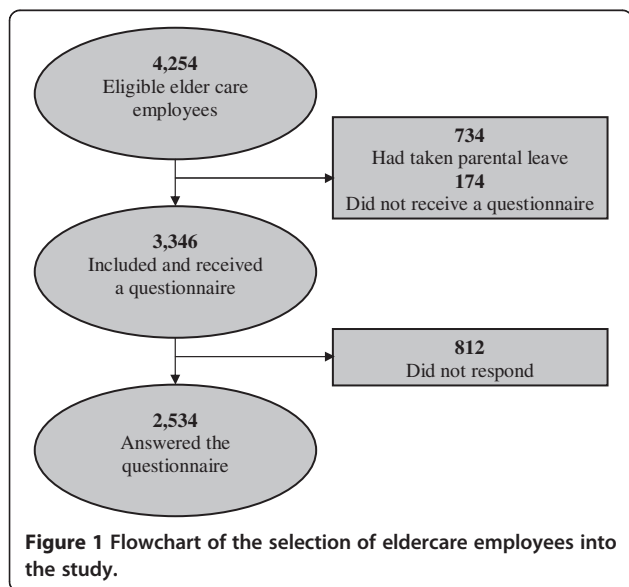 4,254
Eligible elder care
employees
734
Had taken parental leave
174
Did not receive a questionnaire
3,346
Included and received
a questionnaire
812
Did not respond
2,534
Answered the
questionnaire
Figure 1 Flowchart of the selection of eldercare employees into
the study.